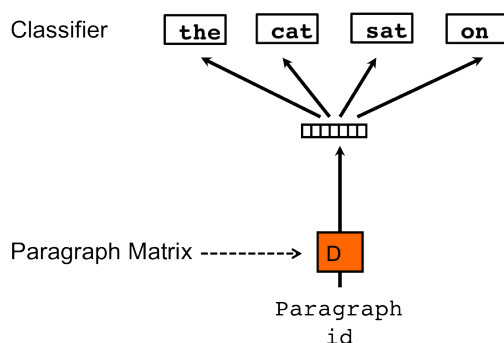 Classifier the cat sat on
Paragraph Matrix D
Paragraph
id